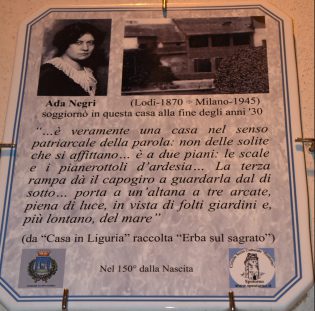 Ada Negri (Lodi-1870 - Milano-1945)
soggiornò in questa casa alla fine degli anni '30
“...è veramente una casa nel senso
patriarcale della parola: non delle solite
che si affittano... è a due piani: le scale
e i pianerottoli d'ardesia... La terza
rampa dà il capogiro a guardarla dal di
sotto... porta a un'altana a tre arcate,
piena di luce, in vista di folti giardini e,
più lontano, del mare”
(da “Casa in Liguria” raccolta “Erba sul sagrato”)
Nel 150° dalla Nascita
Spotorno